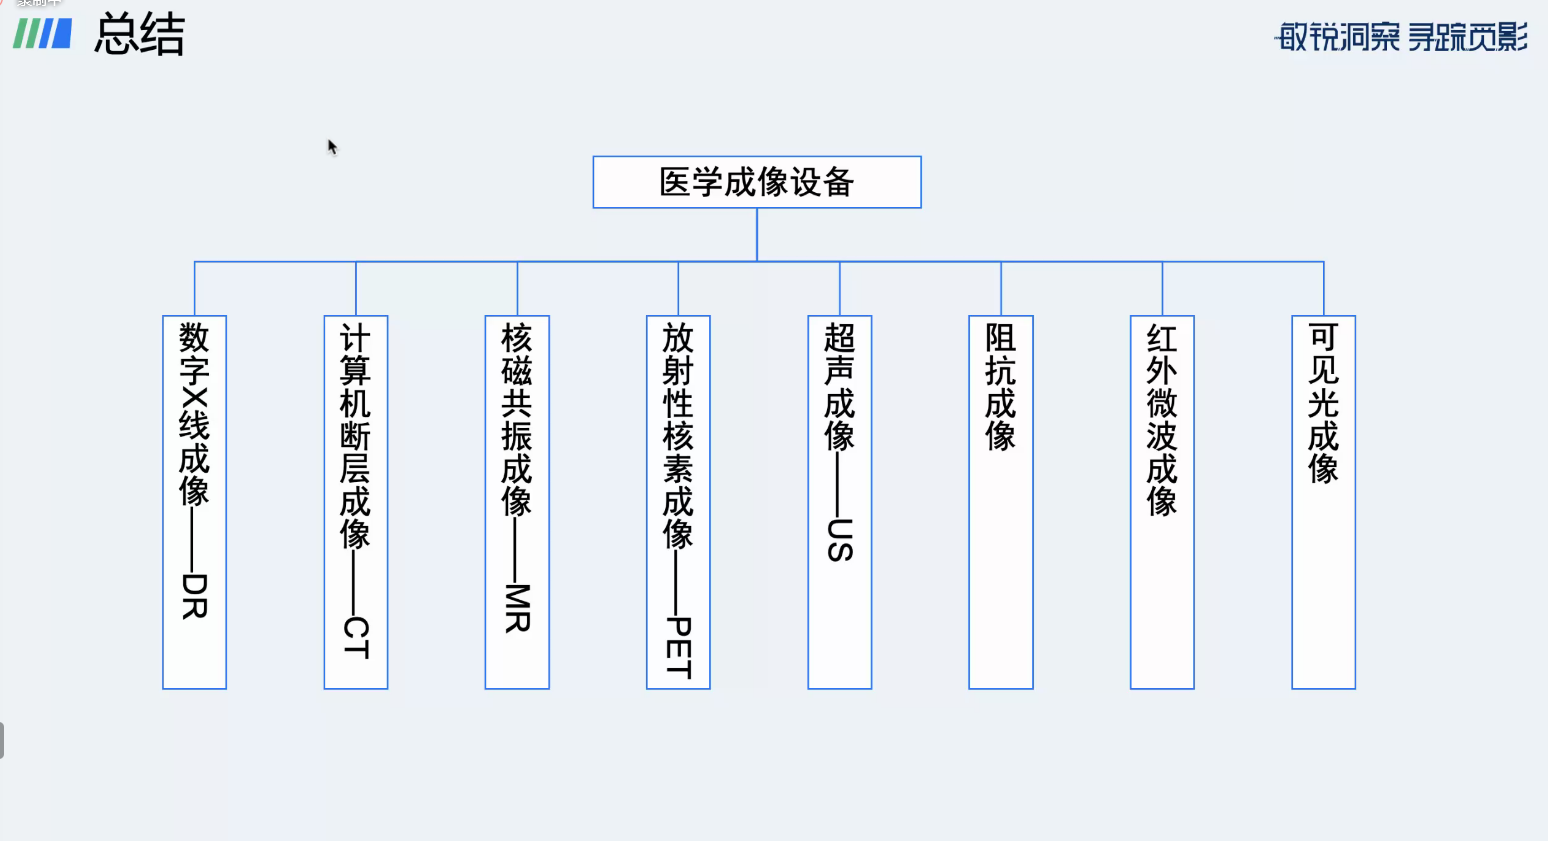 总结
敏锐洞察 寻踪觅影
医学成像设备
数字X线成像——DR
计算机断层成像——CT
核磁共振成像——MR
放射性核素成像——PET
超声成像——US
阻抗成像
红外微波成像
可见光成像